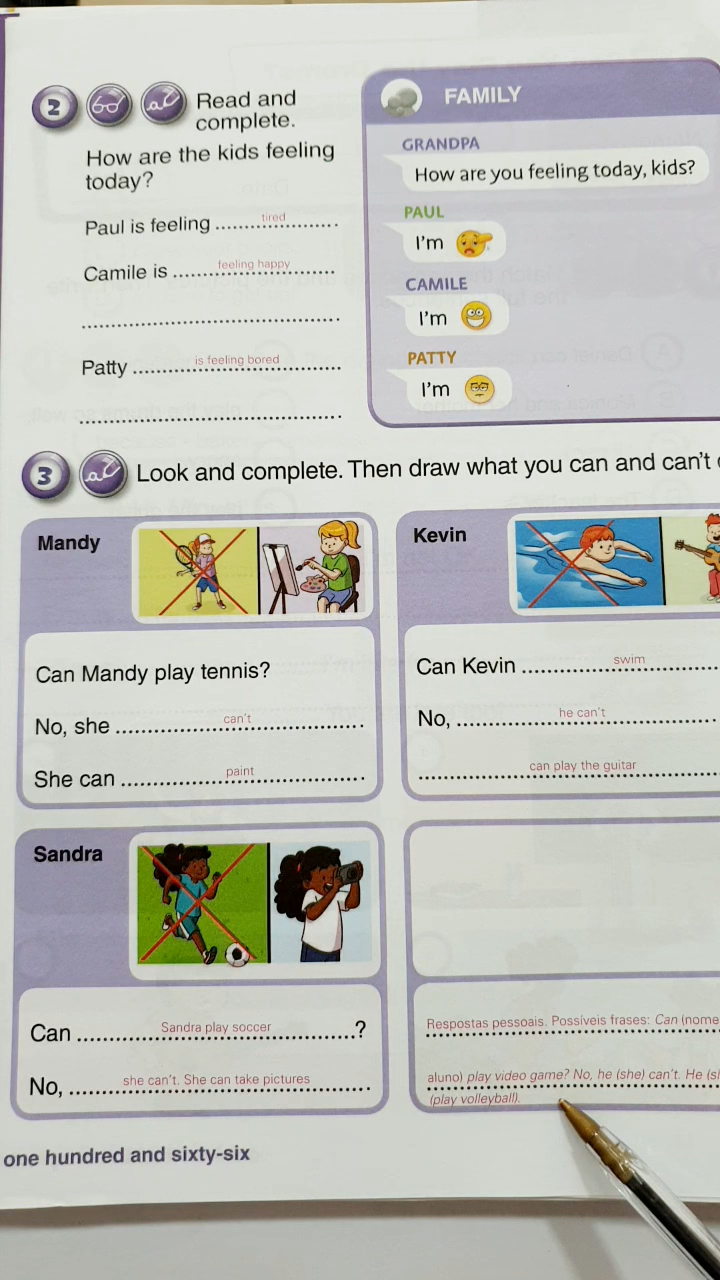 2 Read and
complete.
How are the kids feeling
today?
Paul is feeling tired
Camile is feeling happy
Patty is feeling bored
FAMILY
GRANDPA
How are you feeling today, kids?
PAUL
I'm
CAMILE
I'm
PATTY
I'm
3 Look and complete. Then draw what you can and can't
Mandy
Can Mandy play tennis?
No, she can't
She can paint
Kevin
Can Kevin swim
No, he can't
can play the guitar
Sandra
Can Sandra play soccer ?
No, she can't. She can take pictures
Respostas pessoais. Possíveis frases: Can (nome
aluno) play video game? No, he (she) can't. He
(play volleyball).
one hundred and sixty-six